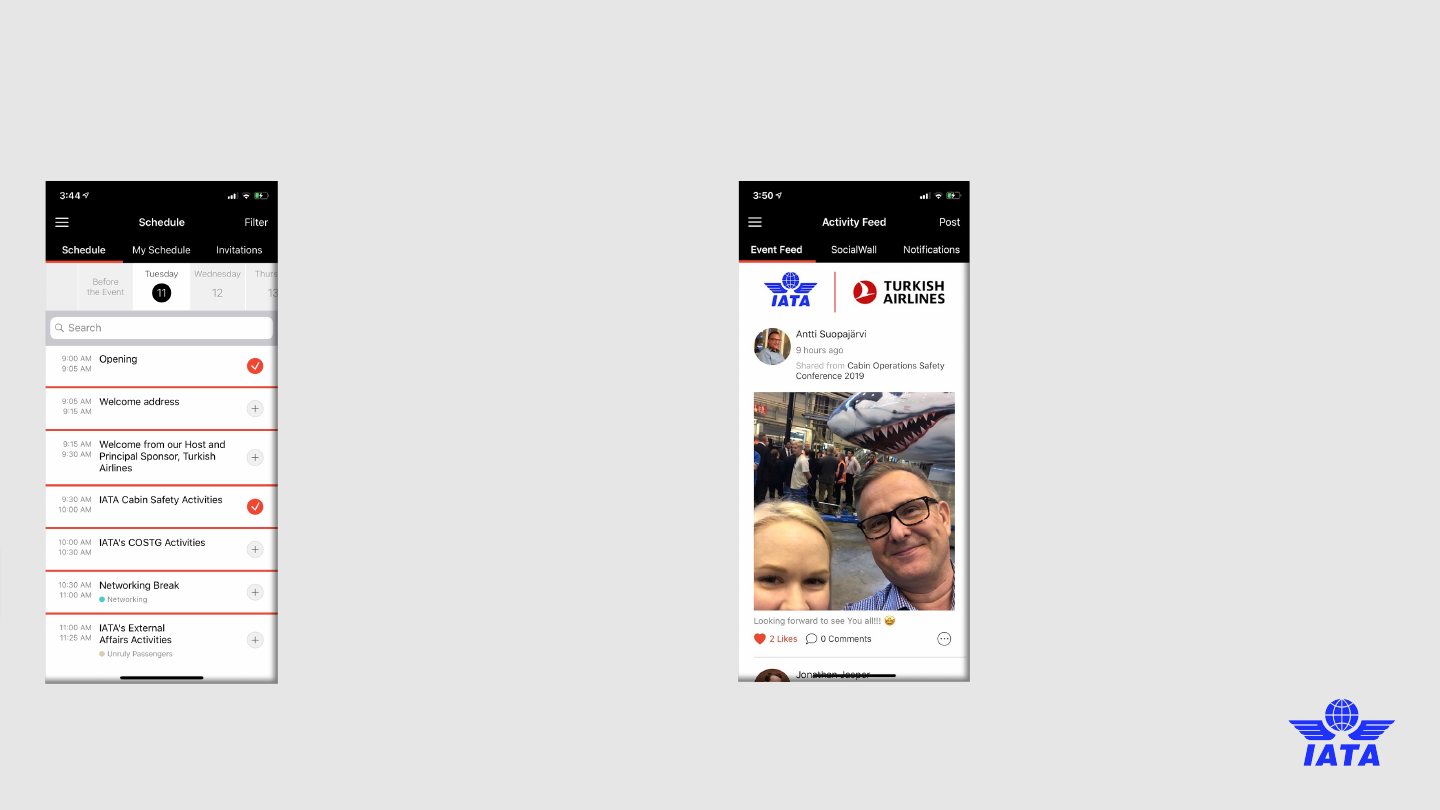 3:44
Schedule
Filter
Schedule
My Schedule
Invitations
Before
the Event
Tuesday
11
Wednesday
12
Thurs
13
Search
9:00 AM
9:05 AM
Opening
9:05 AM
9:15 AM
Welcome address
9:15 AM
9:30 AM
Welcome from our Host and
Principal Sponsor, Turkish
Airlines
9:30 AM
10:00 AM
IATA Cabin Safety Activities
10:00 AM
10:30 AM
IATA's COSTG Activities
10:30 AM
11:00 AM
Networking Break
Networking
11:00 AM
11:25 AM
IATA's External
Affairs Activities
Unruly Passengers
3:50
Activity Feed
Post
Event Feed
SocialWall
Notifications
IATA
TURKISH
AIRLINES
Antti Suopajärvi
9 hours ago
Shared from Cabin Operations Safety
Conference 2019
Looking forward to see You all!!! 🤩
2 Likes
0 Comments
Jonathan Jasper
IATA